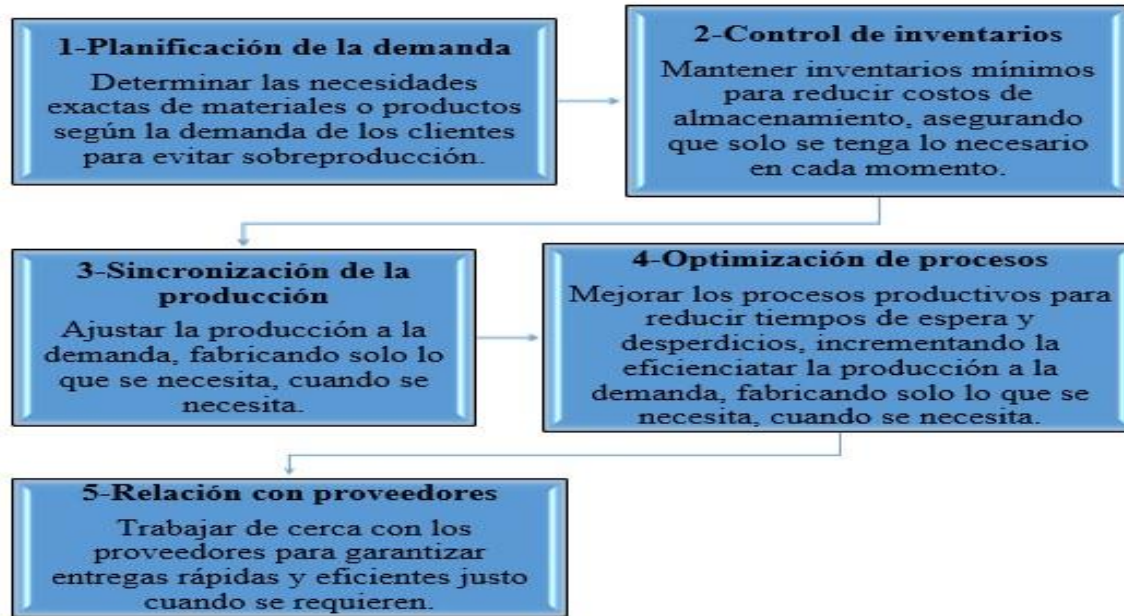 1-Planificación de la demanda
Determinar las necesidades
exactas de materiales o productos
según la demanda de los clientes
para evitar sobreproducción.
2-Control de inventarios
Mantener inventarios mínimos
para reducir costos de
almacenamiento, asegurando
que solo se tenga lo necesario
en cada momento.
3-Sincronización de la
producción
Ajustar la producción a la
demanda, fabricando solo lo
que se necesita, cuando se
necesita.
4-Optimización de procesos
Mejorar los procesos productivos para
reducir tiempos de espera y
desperdicios, incrementando la
eficienciatar la producción a la
demanda, fabricando solo lo que se
necesita, cuando se necesita.
5-Relación con proveedores
Trabajar de cerca con los
proveedores para garantizar
entregas rápidas y eficientes justo
cuando se requieren.